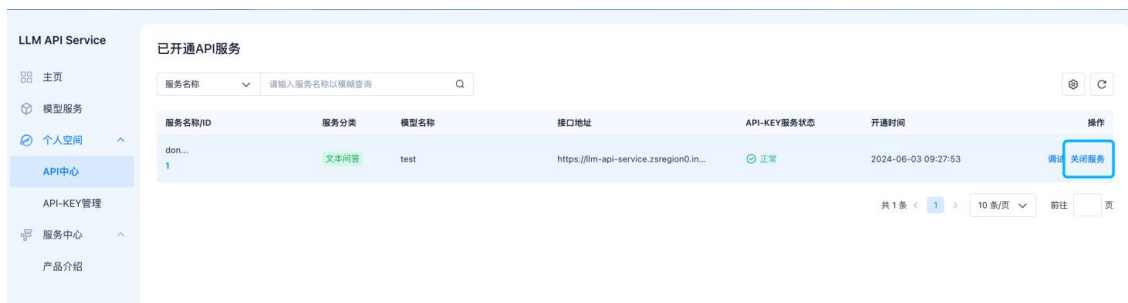 LLM API Service
主页
模型服务
个人空间
API中心
API-KEY管理
服务中心
产品介绍
已开通API服务
服务名称 请输入服务名称以模糊查询
服务名称/ID 服务分类 模型名称 接口地址 API-KEY服务状态 开通时间 操作
don...
1
文本问答 test https://llm-api-service.zsregion0.in... 正常 2024-06-03 09:27:53 调试 关闭服务
共 1 条 < 1 > 10 条/页 前往 页